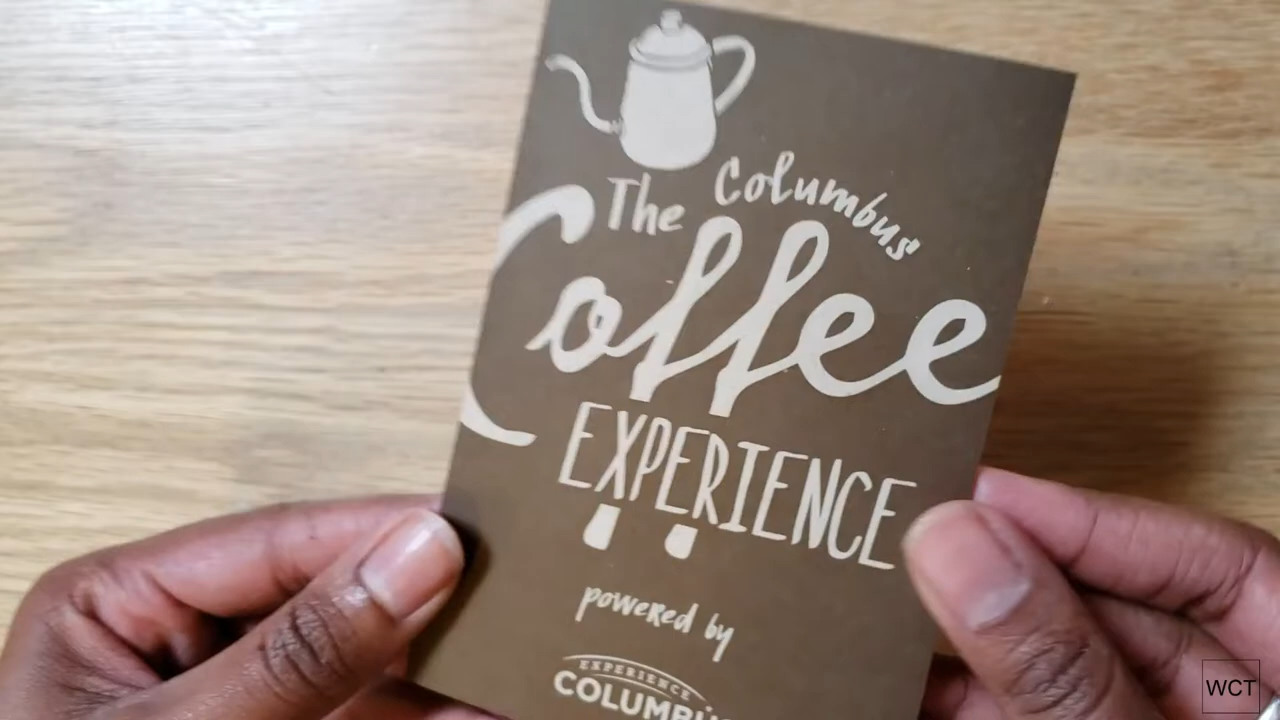 The Columbus
Coffee
EXPERIENCE
powered by
EXPERIENCE
COLUMBUS
WCT